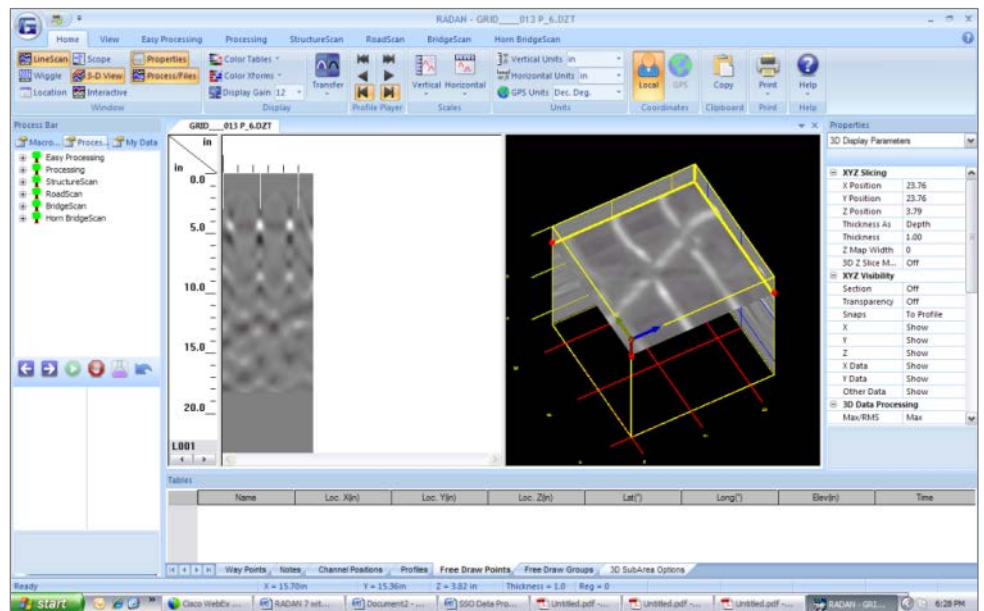 RADAN - GRID____013 P_6.DZT
Home View Easy Processing Processing StructureScan RoadScan BridgeScan Horn BridgeScan
LineScan Scope Properties Color Tables Vertical Units in
Wiggle 3-D View Process/Files Color Xforms Transfer Vertical Horizontal Horizontal Units in Local GPS Copy Print Help
Location Interactive Display Gain 12 GPS Units Dec. Deg.
Window Display Profile Player Scales Units Coordinates Clipboard Print Help
Process Bar GRID____013 P_6.DZT Properties
Macro... Proces... My Data in 3D Display Parameters
Easy Processing in
Processing 0.0
StructureScan
RoadScan
BridgeScan
Horn BridgeScan
5.0
10.0
15.0
20.0
L001
XYZ Slicing
X Position 23.76
Y Position 23.76
Z Position 3.79
Thickness As Depth
Thickness 1.00
Z Map Width 0
3D Z Slice M... Off
XYZ Visibility
Section Off
Transparency Off
Snaps To Profile
X Show
Y Show
Z Show
X Data Show
Y Data Show
Other Data Show
3D Data Processing
Max/RMS Max
Tables
Name Loc. X(in) Loc. Y(in) Loc. Z(in) Lat(°) Long(°) Elev(in) Time
Way Points Notes Channel Positions Profiles Free Draw Points Free Draw Groups 3D SubArea Options
Ready X = 15.70in Y = 15.36in Z = 3.82 in Thickness = 1.0 Reg = 0
start Cisco WebEx ... RADAN 7 wit... Document2 - ... SSO Data Pro... Untitled.pdf -... Untitled.pdf -... Untitled.pdf -... RADAN - GRI... 6:28 PM